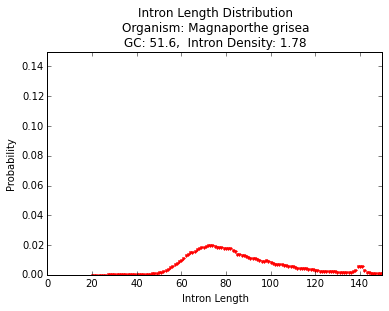 Intron Length Distribution
Organism: Magnaporthe grisea
GC: 51.6,  Intron Density: 1.78
0.14
0.12
0.10
0.08
0.06
0.04
0.02
0.00
Probability
0 20 40 60 80 100 120 140
Intron Length